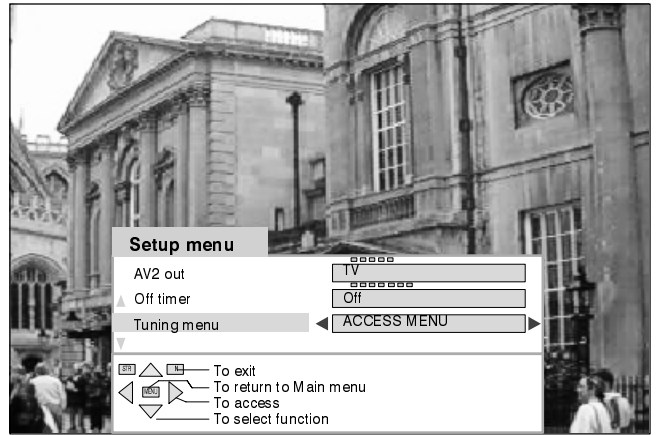 Setup menu
AV2 out TV
Off timer Off
Tuning menu ACCESS MENU
STR N To exit
MENU To return to Main menu
To access
To select function